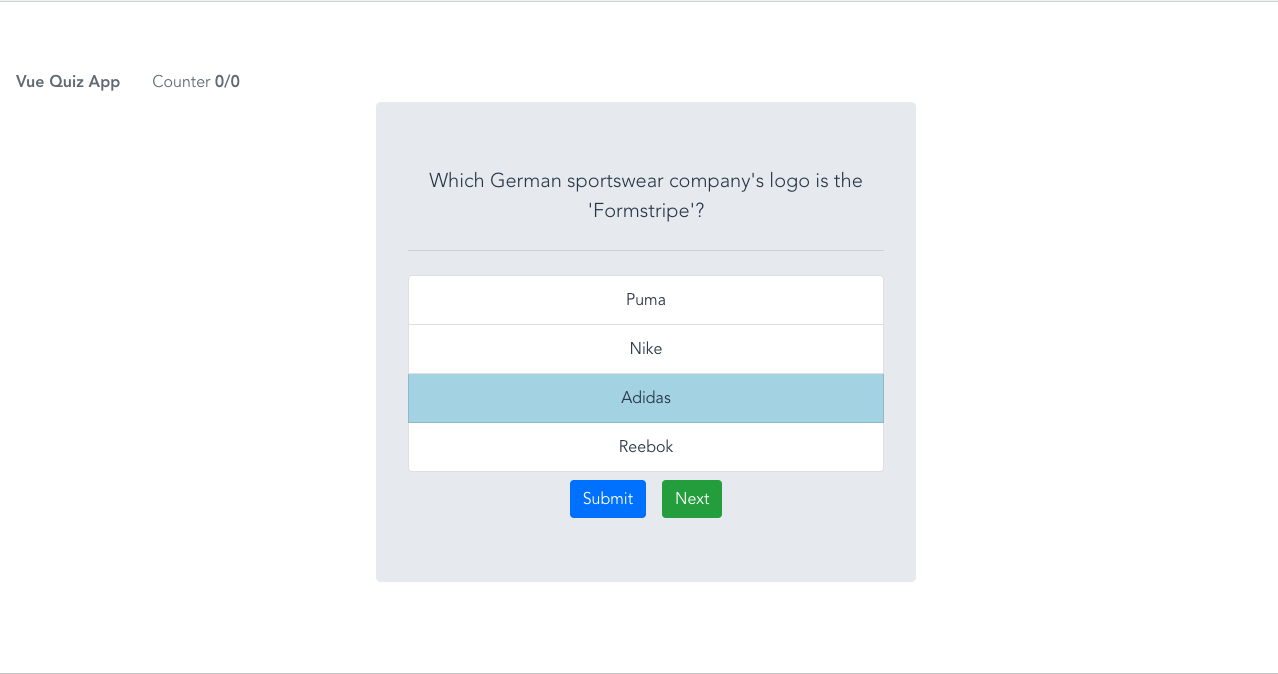 Vue Quiz App Counter 0/0
Which German sportswear company's logo is the
'Formstripe'?
Puma
Nike
Adidas
Reebok
Submit Next